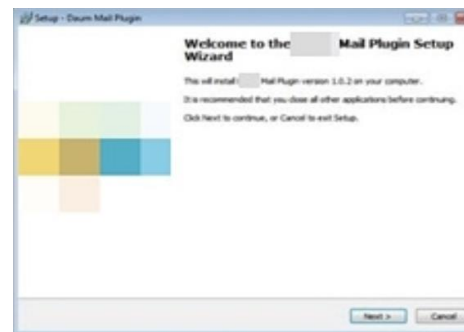 Setup - Daum Mail Plugin
Welcome to the Mail Plugin Setup
Wizard
This will install Mail Plugin version 1.0.2 on your computer.
It is recommended that you close all other applications before continuing.
Click Next to continue, or Cancel to exit Setup.
Next > Cancel